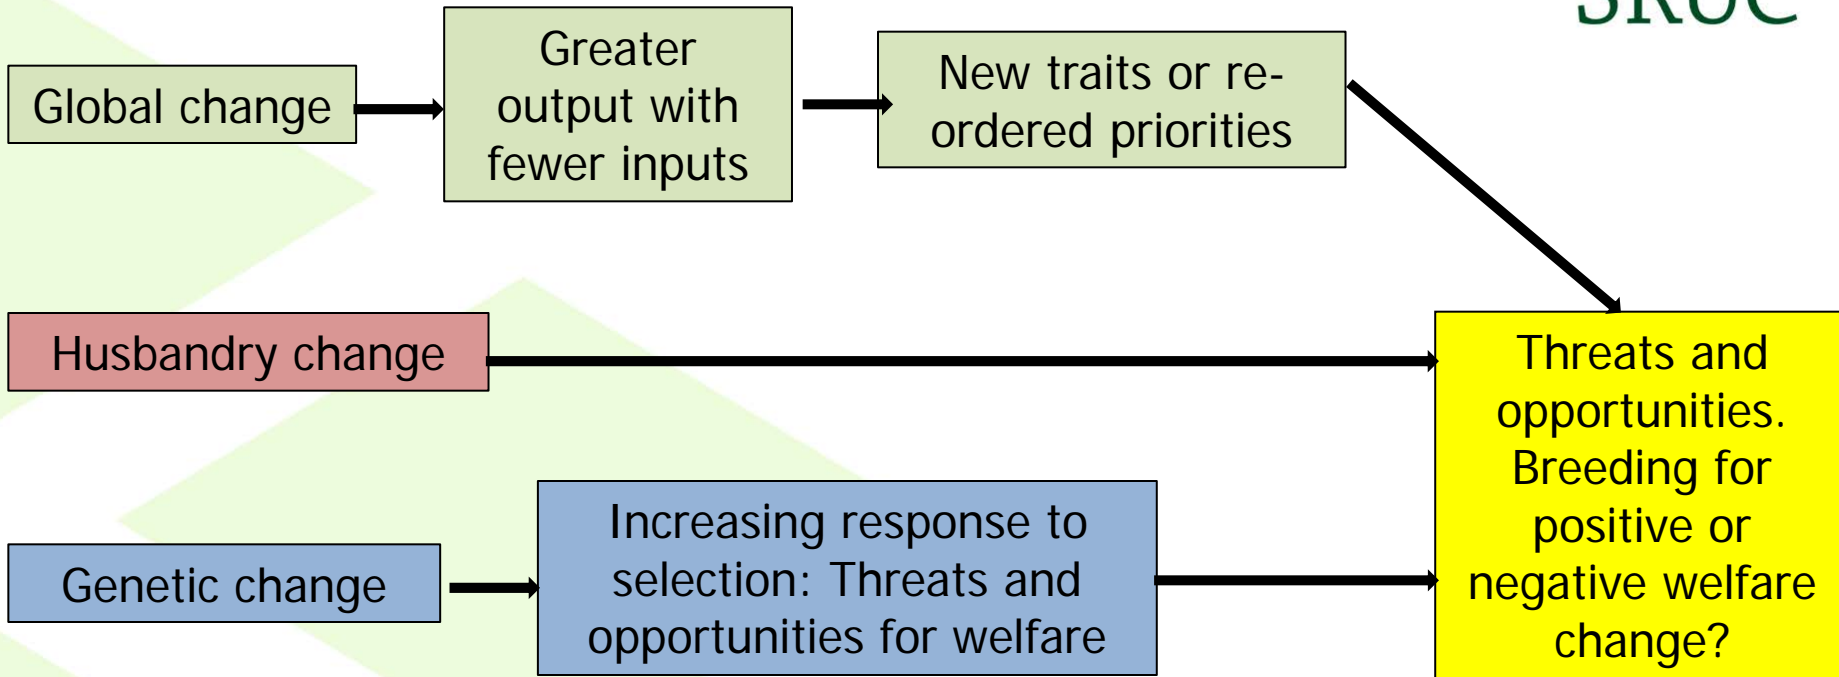 SRUC
Global change
Greater
output with
fewer inputs
New traits or re-
ordered priorities
Husbandry change
Threats and
opportunities.
Breeding for
positive or
negative welfare
change?
Genetic change
Increasing response to
selection: Threats and
opportunities for welfare